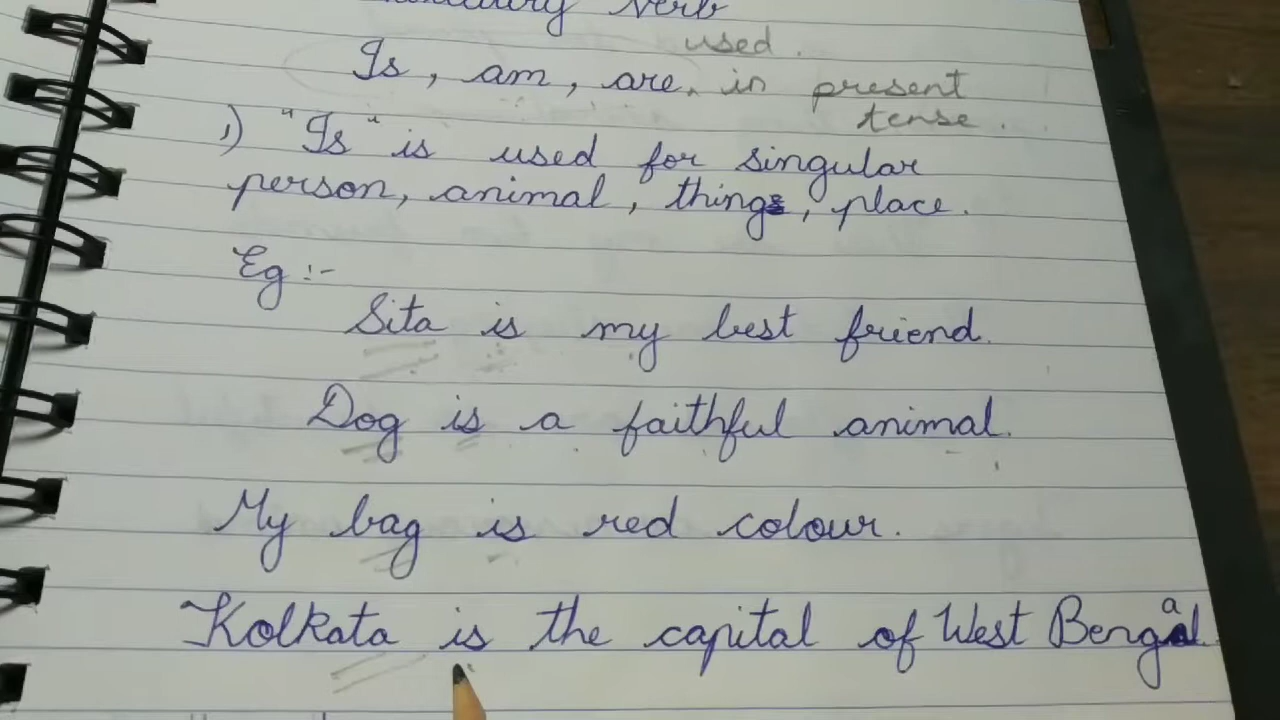 Auxiliary Verb
used.
Is, am, are, in present
tense.
1) "Is" is used for singular
person, animal, things, place.
Eg :-
Sita is my best friend.
Dog is a faithful animal.
My bag is red colour.
Kolkata is the capital of West Bengal.